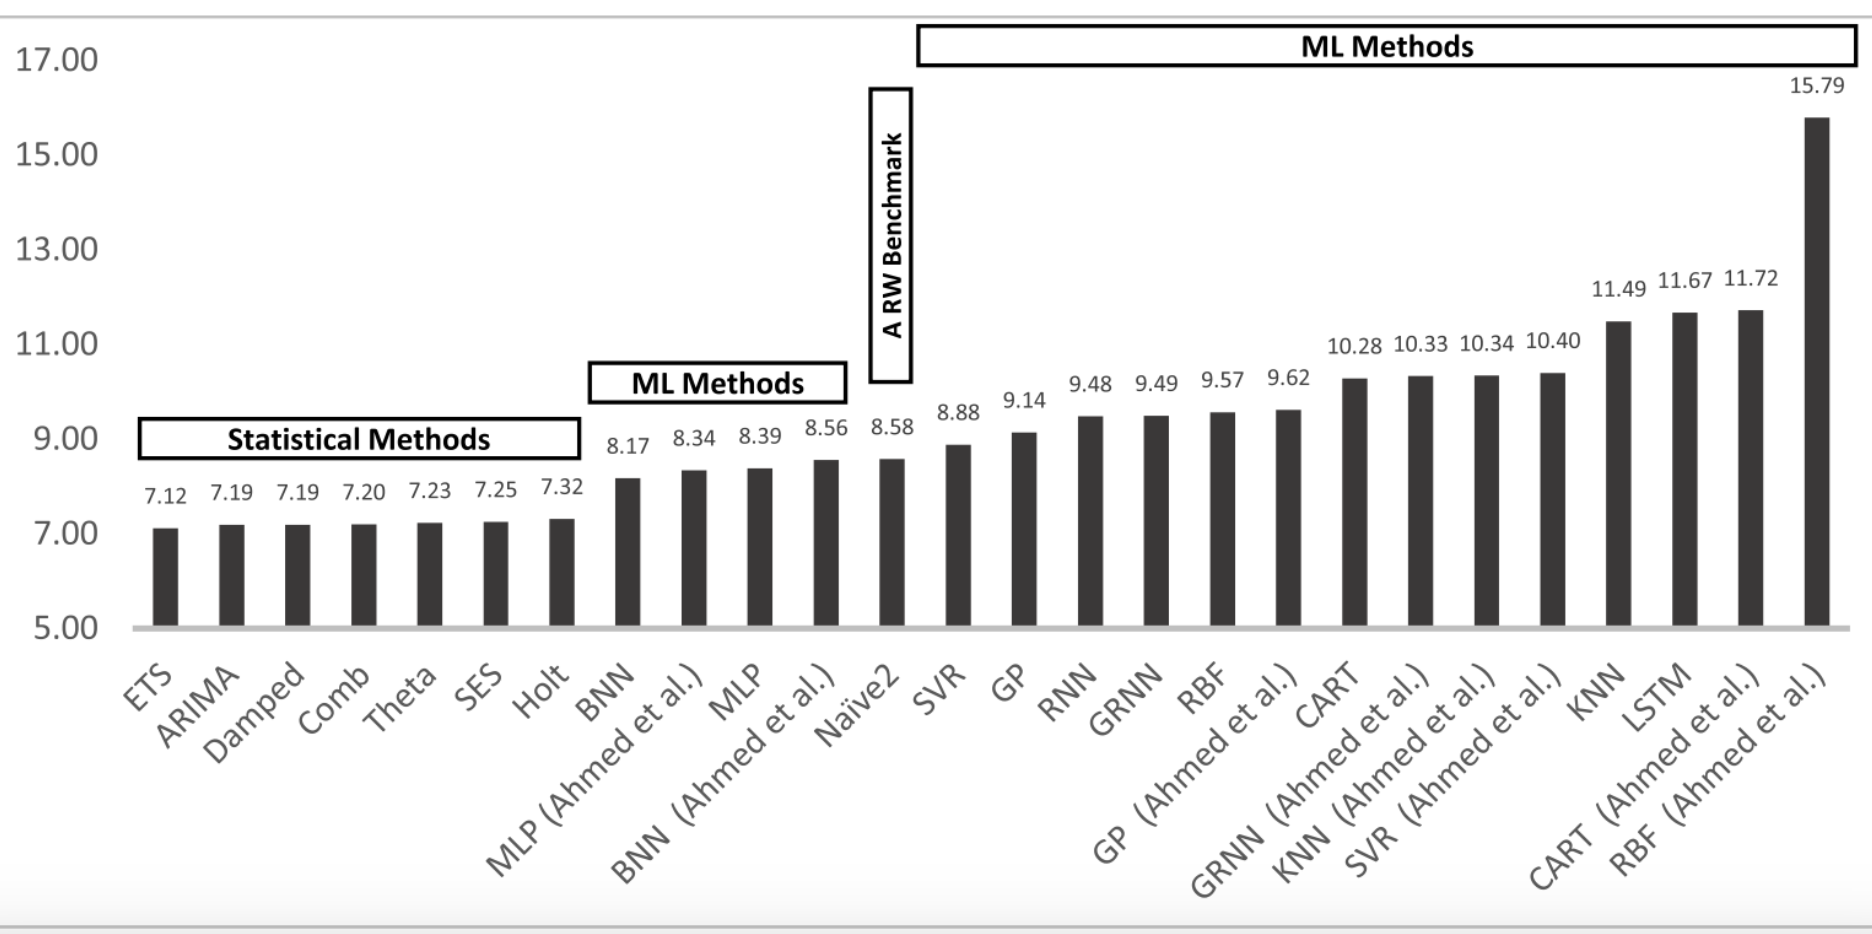 ML Methods
17.00
15.79
15.00
A RW Benchmark
13.00
11.49 11.67 11.72
11.00
10.28 10.33 10.34 10.40
ML Methods
9.48 9.49 9.57 9.62
9.14
8.88
9.00
Statistical Methods
8.17 8.34 8.39 8.56 8.58
7.12 7.19 7.19 7.20 7.23 7.25 7.32
7.00
5.00
ETS
ARIMA
Damped
Comb
Theta
SES
Holt
BNN
MLP (Ahmed et al.)
MLP
BNN (Ahmed et al.)
Naïve2
SVR
GP
RNN
GRNN
RBF
GP (Ahmed et al.)
CART
GRNN (Ahmed et al.)
KNN (Ahmed et al.)
SVR (Ahmed et al.)
KNN
LSTM
CART (Ahmed et al.)
RBF (Ahmed et al.)